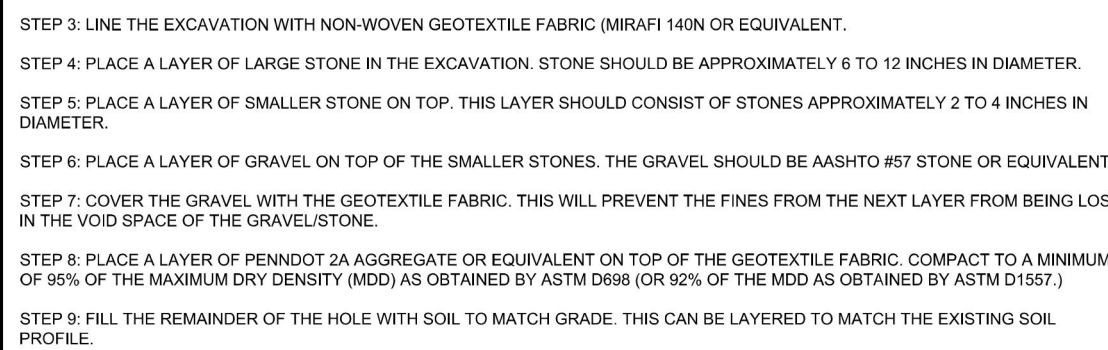 STEP 3: LINE THE EXCAVATION WITH NON-WOVEN GEOTEXTILE FABRIC (MIRAFI 140N OR EQUIVALENT.
STEP 4: PLACE A LAYER OF LARGE STONE IN THE EXCAVATION. STONE SHOULD BE APPROXIMATELY 6 TO 12 INCHES IN DIAMETER.
STEP 5: PLACE A LAYER OF SMALLER STONE ON TOP. THIS LAYER SHOULD CONSIST OF STONES APPROXIMATELY 2 TO 4 INCHES IN
DIAMETER.
STEP 6: PLACE A LAYER OF GRAVEL ON TOP OF THE SMALLER STONES. THE GRAVEL SHOULD BE AASHTO #57 STONE OR EQUIVALENT
STEP 7: COVER THE GRAVEL WITH THE GEOTEXTILE FABRIC. THIS WILL PREVENT THE FINES FROM THE NEXT LAYER FROM BEING LOS
IN THE VOID SPACE OF THE GRAVEL/STONE.
STEP 8: PLACE A LAYER OF PENNDOT 2A AGGREGATE OR EQUIVALENT ON TOP OF THE GEOTEXTILE FABRIC. COMPACT TO A MINIMUM
OF 95% OF THE MAXIMUM DRY DENSITY (MDD) AS OBTAINED BY ASTM D698 (OR 92% OF THE MDD AS OBTAINED BY ASTM D1557.)
STEP 9: FILL THE REMAINDER OF THE HOLE WITH SOIL TO MATCH GRADE. THIS CAN BE LAYERED TO MATCH THE EXISTING SOIL
PROFILE.